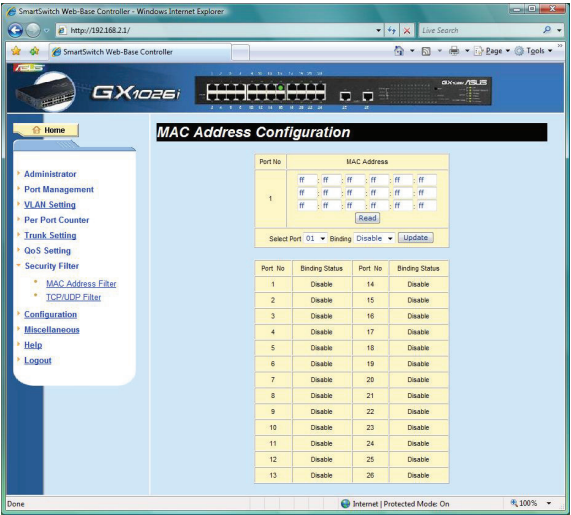 SmartSwitch Web-Base Controller - Windows Internet Explorer
http://192.168.2.1/
Live Search
SmartSwitch Web-Base Controller
Page Tools
ASUS
GX1026i
GX1026i ASUS
Home
MAC Address Configuration
Administrator
Port Management
VLAN Setting
Per Port Counter
Trunk Setting
QoS Setting
Security Filter
MAC Address Filter
TCP/UDP Filter
Configuration
Miscellaneous
Help
Logout
Port No MAC Address
1
ff : ff : ff : ff : ff : ff
ff : ff : ff : ff : ff : ff
ff : ff : ff : ff : ff : ff
Read
Select Port 01 Binding Disable Update
Port No Binding Status Port No Binding Status
1 Disable 14 Disable
2 Disable 15 Disable
3 Disable 16 Disable
4 Disable 17 Disable
5 Disable 18 Disable
6 Disable 19 Disable
7 Disable 20 Disable
8 Disable 21 Disable
9 Disable 22 Disable
10 Disable 23 Disable
11 Disable 24 Disable
12 Disable 25 Disable
13 Disable 26 Disable
Done
Internet | Protected Mode: On
100%